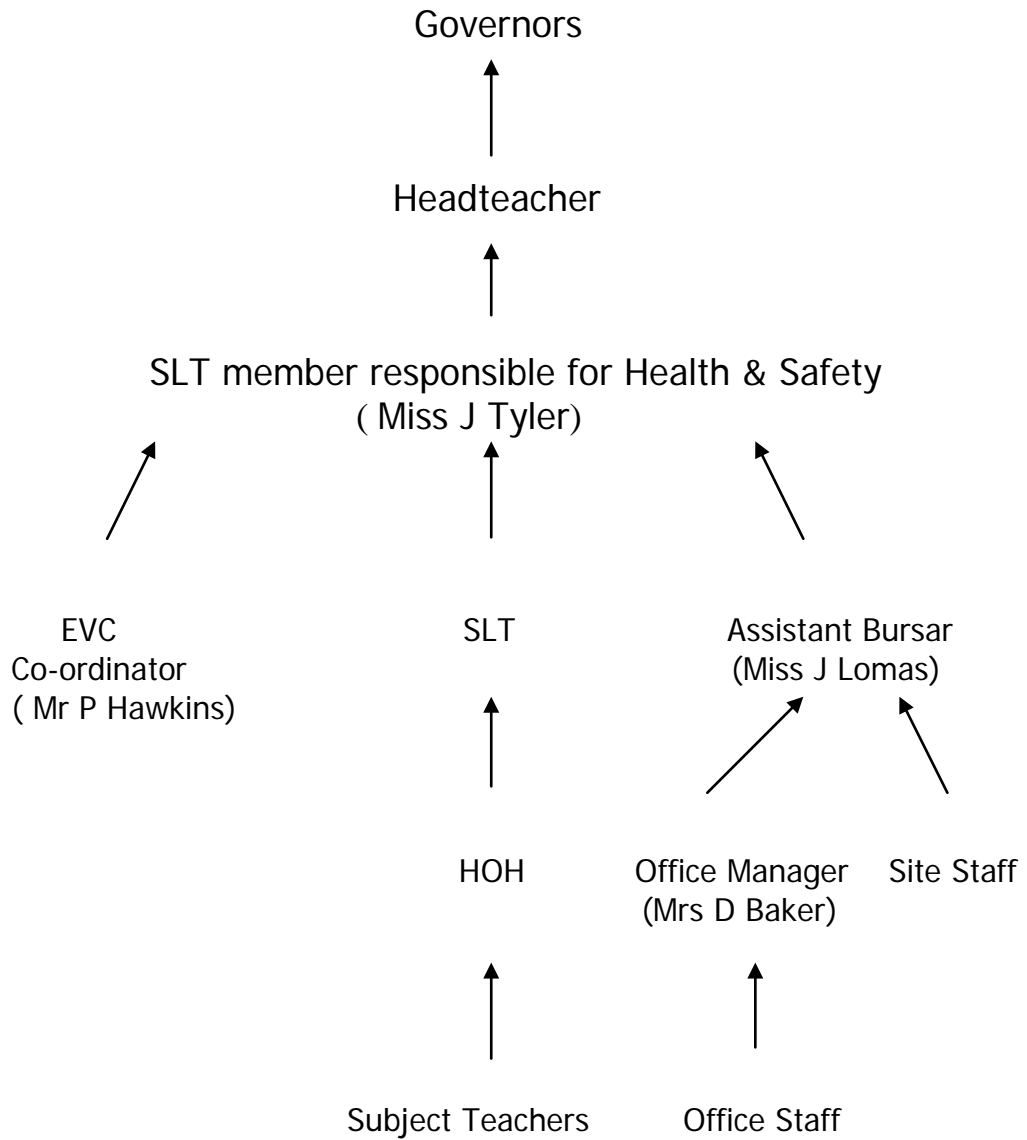 Governors
Headteacher
SLT member responsible for Health & Safety
( Miss J Tyler)
EVC
Co-ordinator
( Mr P Hawkins)
SLT
Assistant Bursar
(Miss J Lomas)
HOH
Office Manager
(Mrs D Baker)
Site Staff
Subject Teachers
Office Staff